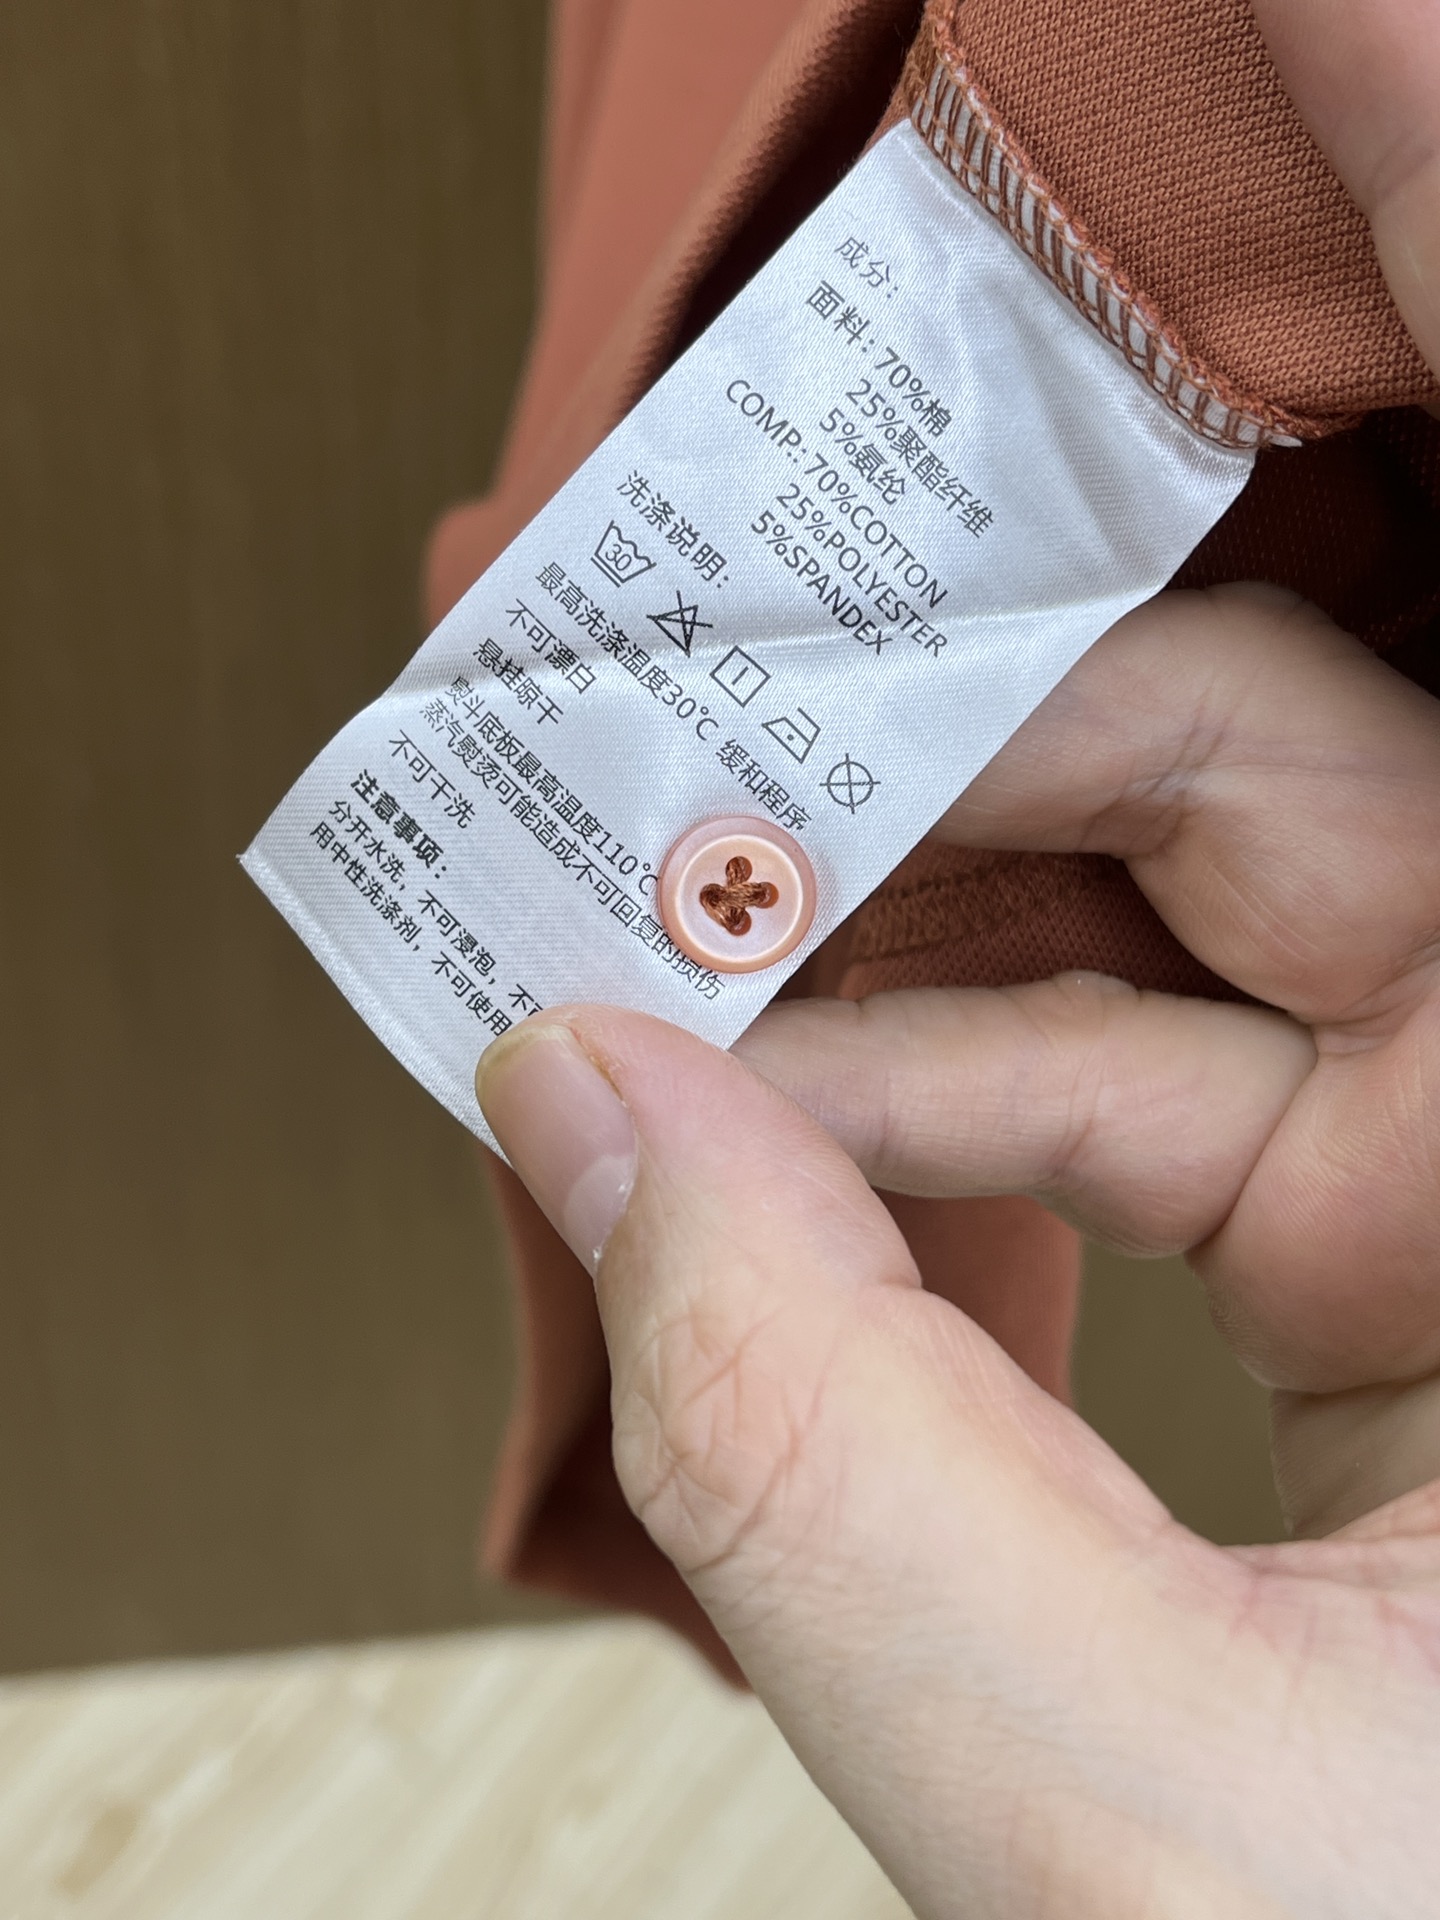 成分：
面料：70%棉
25%聚酯纤维
5%氨纶
COMP.: 70%COTTON
25%POLYESTER
5%SPANDEX
洗涤说明：
30
最高洗涤温度30℃ 缓和程序
不可漂白
悬挂晾干
熨斗底板最高温度110℃
蒸汽熨烫可能造成不可回复的损伤
不可干洗
注意事项：
分开水洗，不可浸泡，不
用中性洗涤剂，不可使用